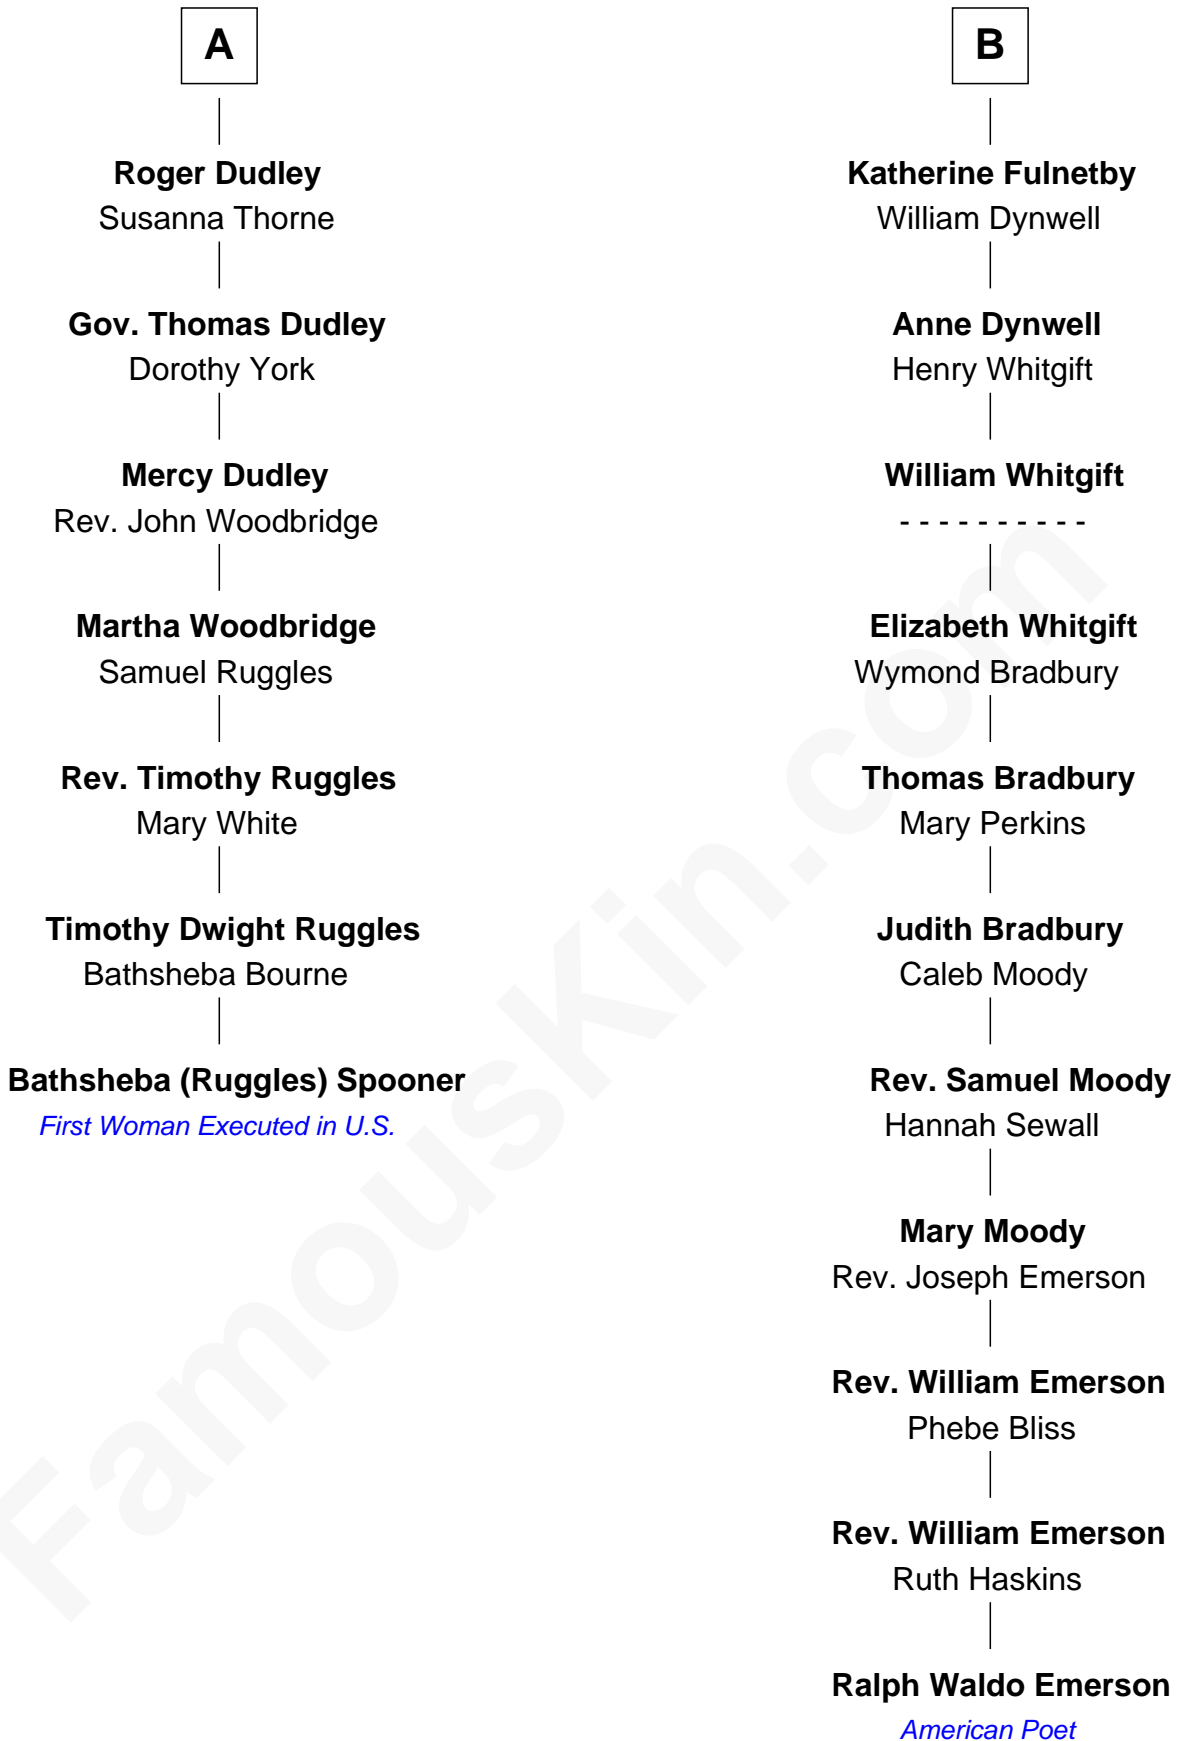 A
Roger Dudley
Susanna Thorne
Gov. Thomas Dudley
Dorothy York
Mercy Dudley
Rev. John Woodbridge
Martha Woodbridge
Samuel Ruggles
Rev. Timothy Ruggles
Mary White
Timothy Dwight Ruggles
Bathsheba Bourne
Bathsheba (Ruggles) Spooner
First Woman Executed in U.S.
B
Katherine Fulnetby
William Dynwell
Anne Dynwell
Henry Whitgift
William Whitgift
- - - - - - - - - -
Elizabeth Whitgift
Wymond Bradbury
Thomas Bradbury
Mary Perkins
Judith Bradbury
Caleb Moody
Rev. Samuel Moody
Hannah Sewall
Mary Moody
Rev. Joseph Emerson
Rev. William Emerson
Phebe Bliss
Rev. William Emerson
Ruth Haskins
Ralph Waldo Emerson
American Poet
FamousKin.com